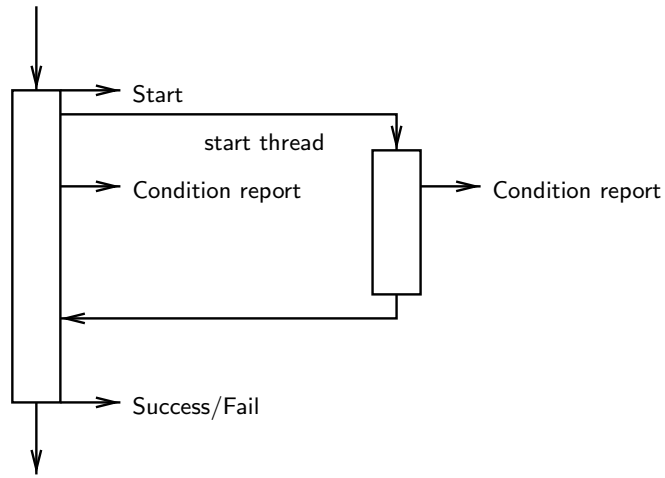 Start
start thread
Condition report
Condition report
Success/Fail